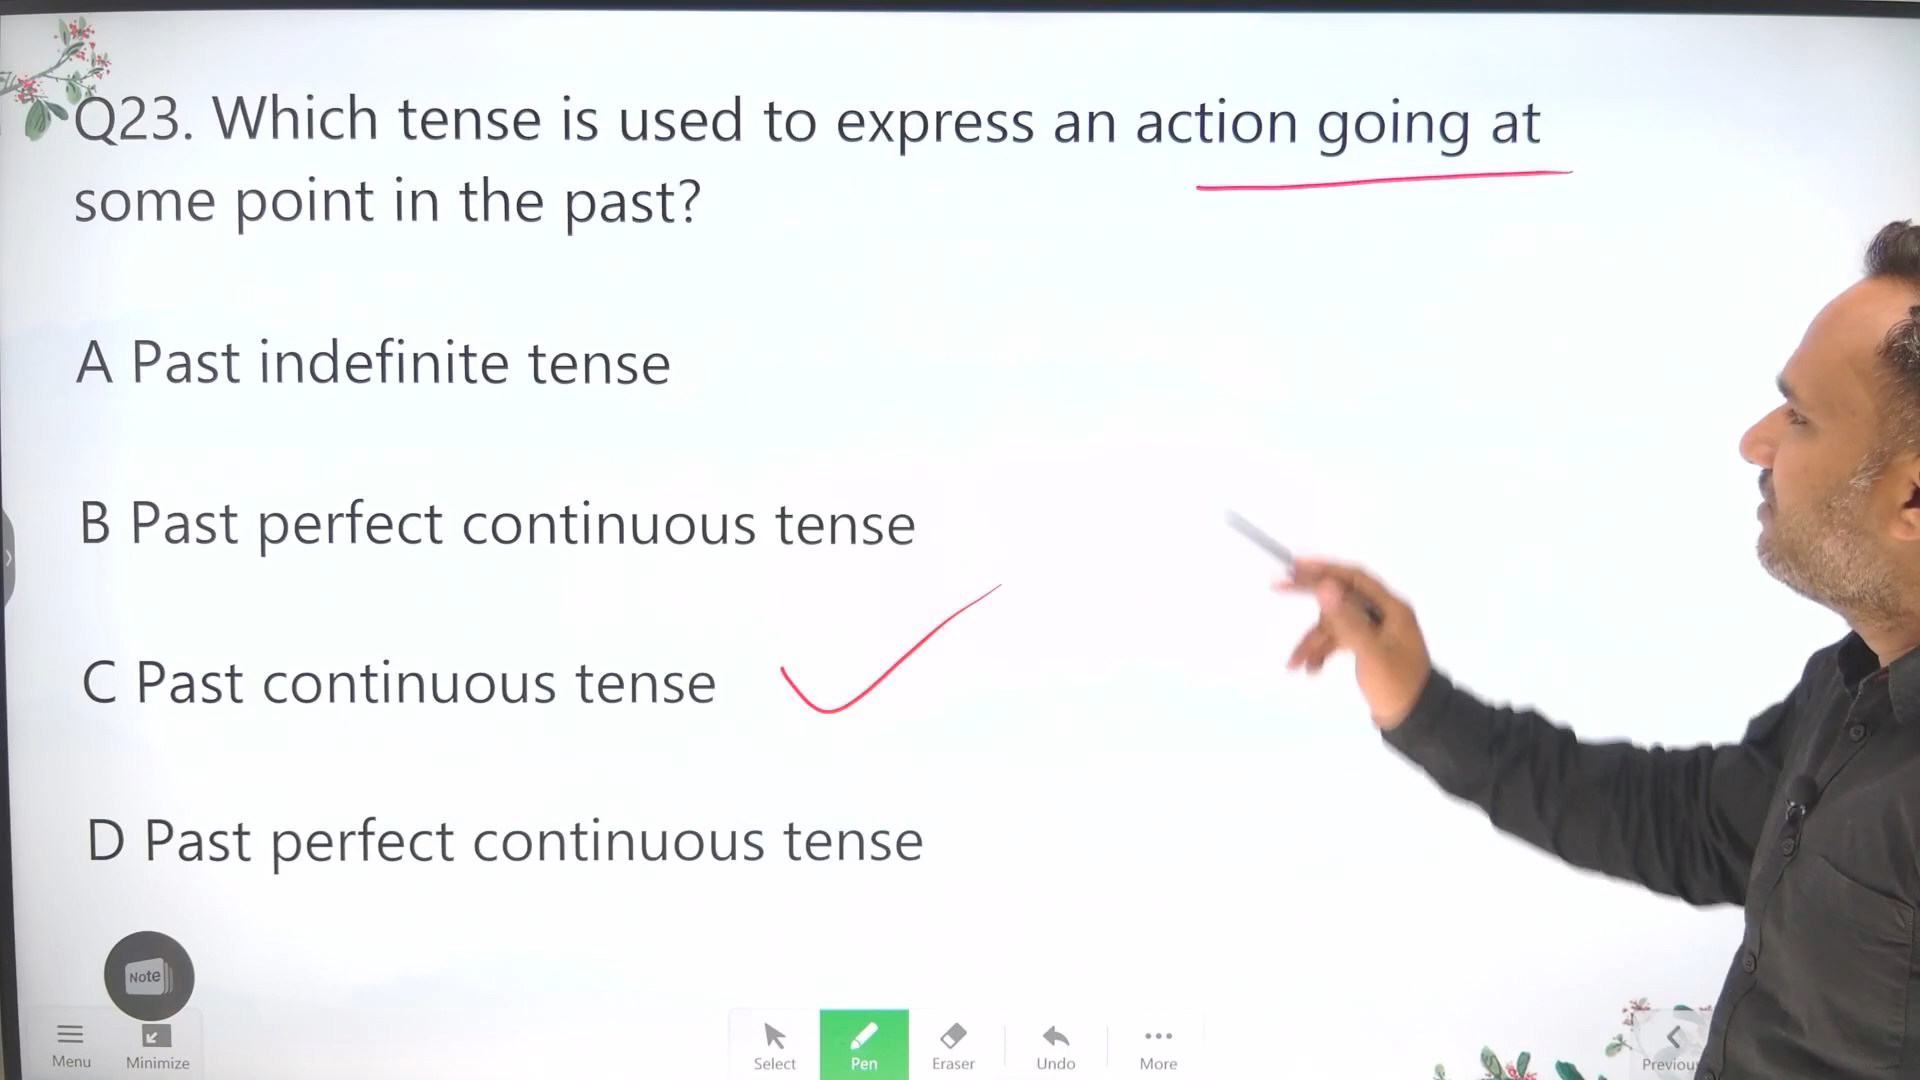 Q23. Which tense is used to express an action going at
some point in the past?
A Past indefinite tense
B Past perfect continuous tense
C Past continuous tense
D Past perfect continuous tense
Note
Menu
Minimize
Select
Pen
Eraser
Undo
More
Previous